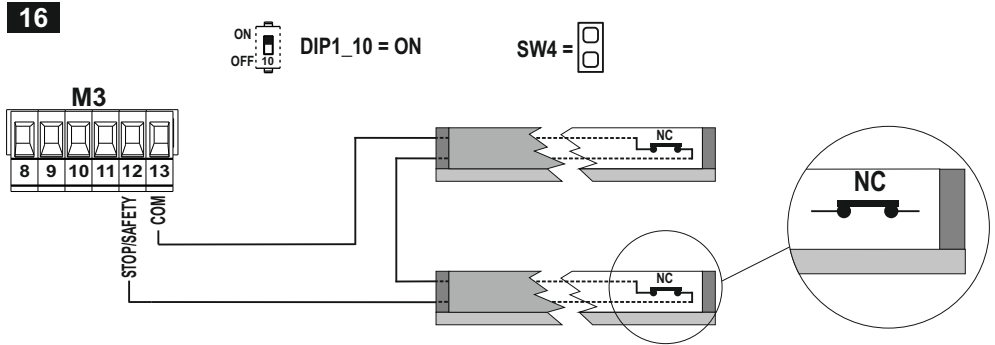 16
ON
OFF
10
DIP1_10 = ON
SW4 =
M3
8 9 10 11 12 13
STOP/SAFETY
COM
NC
NC
NC